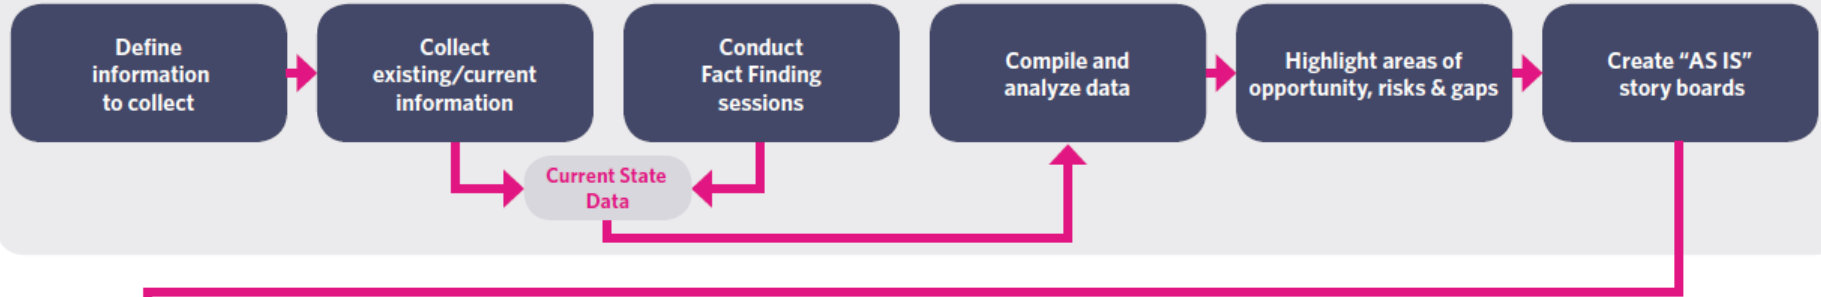 Define
information
to collect
Collect
existing/current
information
Conduct
Fact Finding
sessions
Compile and
analyze data
Highlight areas of
opportunity, risks & gaps
Create “AS IS”
story boards
Current State
Data